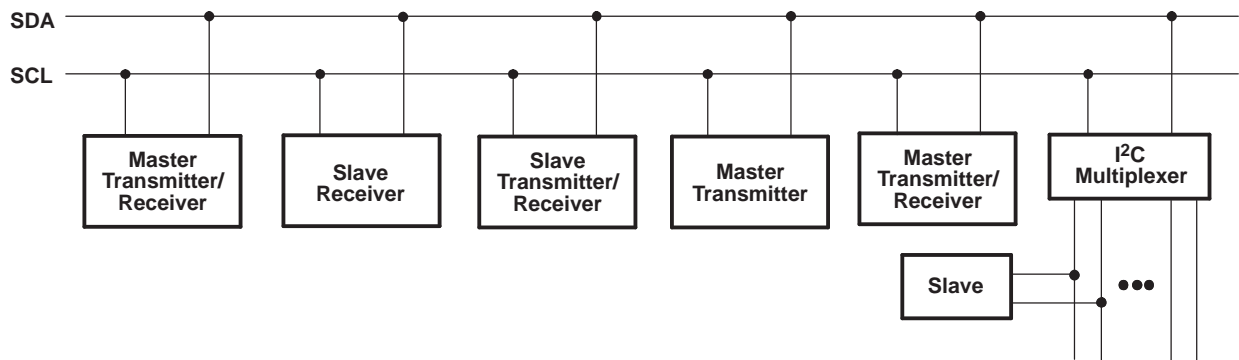 SDA
SCL
Master
Transmitter/
Receiver
Slave
Receiver
Slave
Transmitter/
Receiver
Master
Transmitter
Master
Transmitter/
Receiver
I²C
Multiplexer
Slave